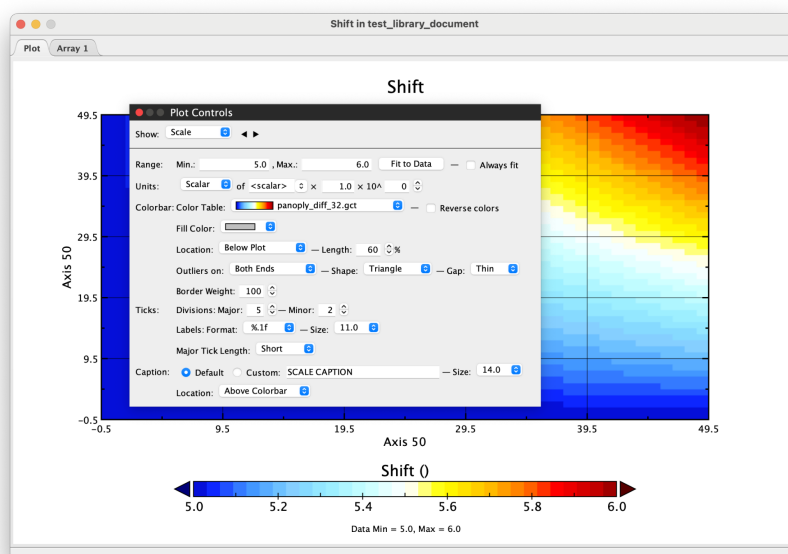 Shift in test_library_document
Plot Array 1
Shift
Plot Controls
Show: Scale
Range: Min.: 5.0 , Max.: 6.0 Fit to Data — Always fit
Units: Scalar of <scalar> × 1.0 × 10^ 0
Colorbar: Color Table: panoply_diff_32.gct — Reverse colors
Fill Color:
Location: Below Plot — Length: 60 %
Outliers on: Both Ends — Shape: Triangle — Gap: Thin
Border Weight: 100
Ticks: Divisions: Major: 5 — Minor: 2
Labels: Format: %.1f — Size: 11.0
Major Tick Length: Short
Caption: Default Custom: SCALE CAPTION — Size: 14.0
Location: Above Colorbar
49.5
39.5
29.5
19.5
9.5
-0.5
Axis 50
-0.5 9.5 19.5 29.5 39.5 49.5
Axis 50
Shift ()
5.0 5.2 5.4 5.6 5.8 6.0
Data Min = 5.0, Max = 6.0